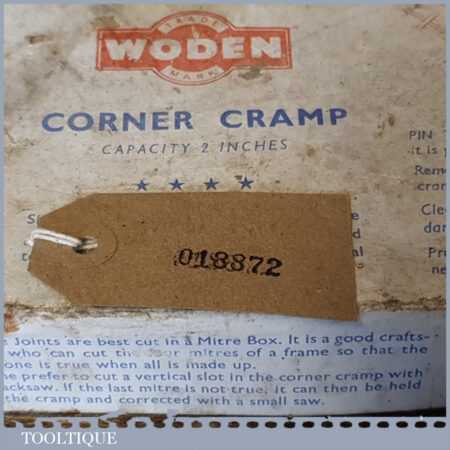 TRADE
WODEN
MARK
CORNER CRAMP
CAPACITY 2 INCHES
PIN
it is
Rem
cra
Cle
dar
Pr
ne
018872
Joints are best cut in a Mitre Box. It is a good crafts-
who can cut the mitres of a frame so that the
one is true when all is made up.
prefer to cut a vertical slot in the corner cramp with
acksaw. If the last mitre is not true, it can then be held
the cramp and corrected with a small saw.
TOOLTIQUE